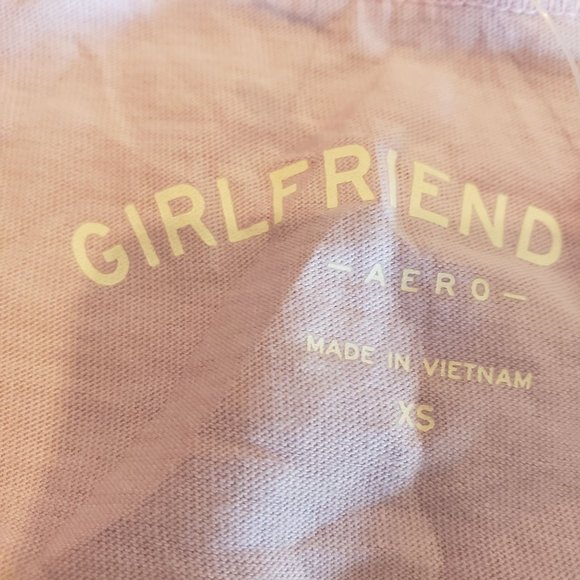 GIRLFRIEND
—AERO—
MADE IN VIETNAM
XS